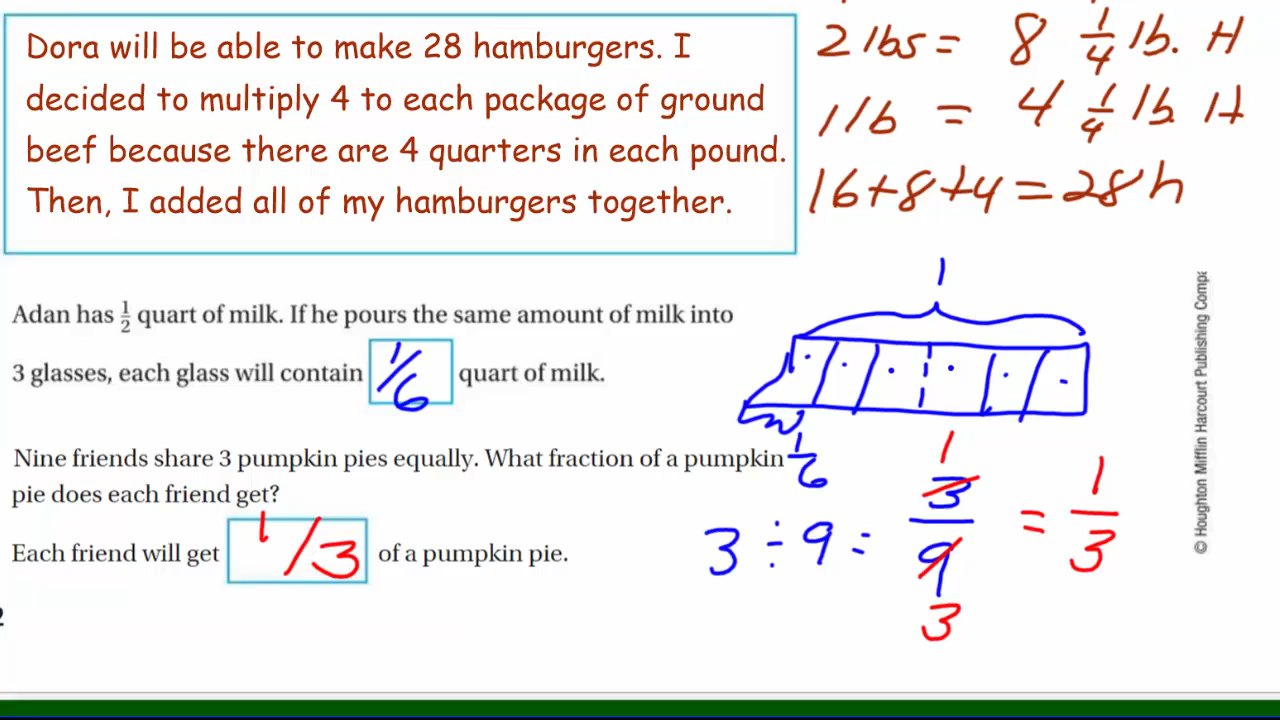 Dora will be able to make 28 hamburgers. I
decided to multiply 4 to each package of ground
beef because there are 4 quarters in each pound.
Then, I added all of my hamburgers together.
2 lbs = 8 1/4 lb. H
1 lb = 4 1/4 lb H
16+8+4=28h
Adan has 1/2 quart of milk. If he pours the same amount of milk into
3 glasses, each glass will contain 1/6 quart of milk.
1
1/6
Nine friends share 3 pumpkin pies equally. What fraction of a pumpkin
pie does each friend get?
Each friend will get 1/3 of a pumpkin pie.
1
3 ÷ 9 = 3/9 = 1/3
3
© Houghton Mifflin Harcourt Publishing